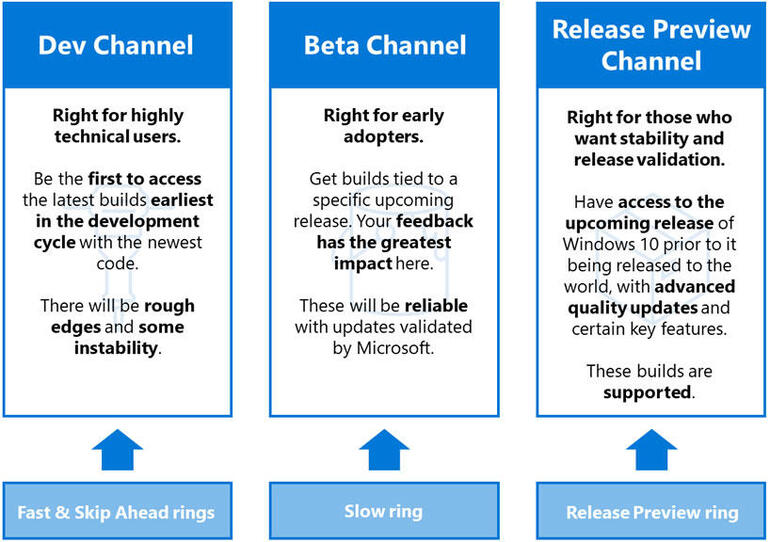 Dev Channel
Right for highly
technical users.
Be the first to access
the latest builds earliest
in the development
cycle with the newest
code.
There will be rough
edges and some
instability.
Fast & Skip Ahead rings
Beta Channel
Right for early
adopters.
Get builds tied to a
specific upcoming
release. Your feedback
has the greatest
impact here.
These will be reliable
with updates validated
by Microsoft.
Slow ring
Release Preview
Channel
Right for those who
want stability and
release validation.
Have access to the
upcoming release of
Windows 10 prior to it
being released to the
world, with advanced
quality updates and
certain key features.
These builds are
supported.
Release Preview ring